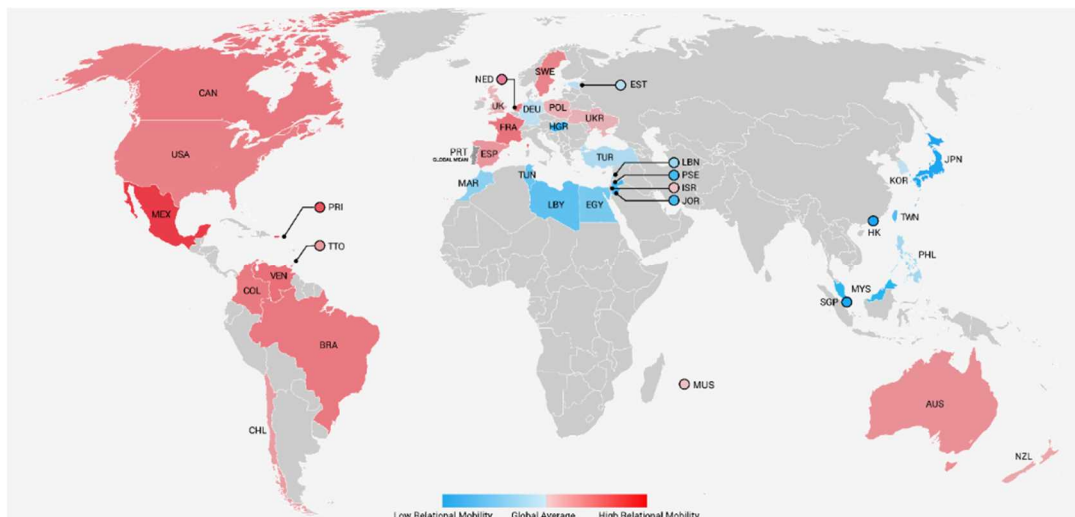 CAN
USA
MEX
PRI
TTO
VEN
COL
BRA
CHL
NED
SWE
EST
UK
DEU
POL
UKR
HGR
FRA
PRT
GLOBAL MEAN
ESP
TUR
MAR
TUN
LBN
PSE
ISR
JOR
LBY
EGY
KOR
JPN
TWN
HK
PHL
MYS
SGP
MUS
AUS
NZL
Low Relational Mobility Global Average High Relational Mobility